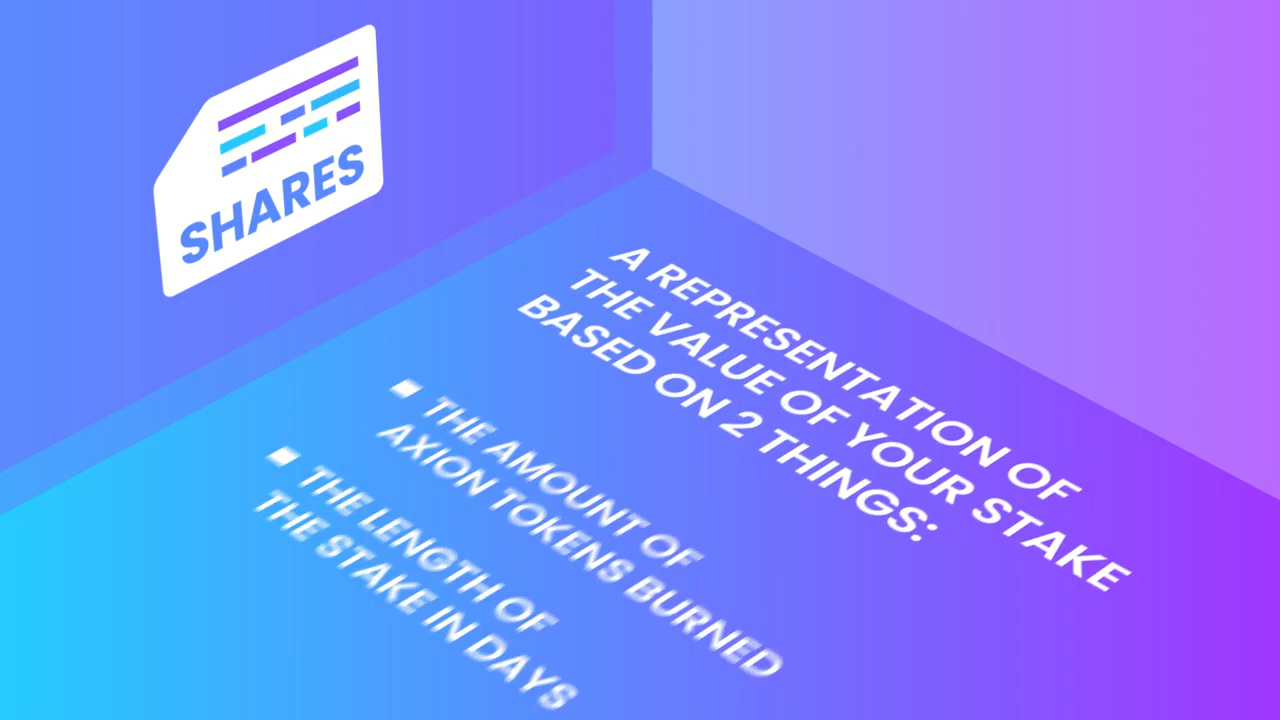 SHARES
A REPRESENTATION OF
THE VALUE OF YOUR STAKE
BASED ON 2 THINGS:
THE AMOUNT OF
AXION TOKENS BURNED
THE LENGTH OF
THE STAKE IN DAYS